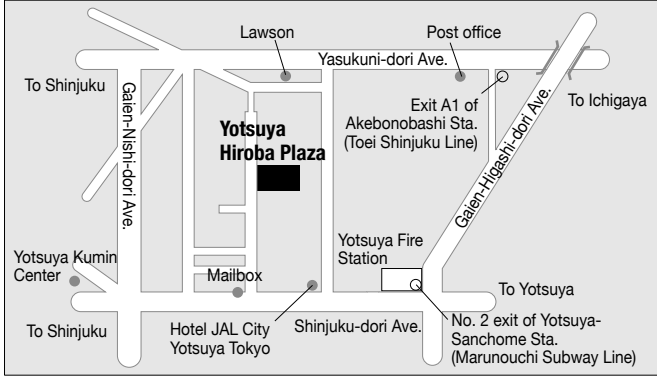 Lawson
Post office
Yasukuni-dori Ave.
To Shinjuku
Gaien-Nishi-dori Ave.
To Ichigaya
Exit A1 of
Akebonobashi Sta.
(Toei Shinjuku Line)
Gaien-Higashi-dori Ave.
Yotsuya
Hiroba Plaza
Yotsuya Fire
Station
Yotsuya Kumin
Center
Mailbox
To Yotsuya
To Shinjuku
Hotel JAL City
Yotsuya Tokyo
Shinjuku-dori Ave.
No. 2 exit of Yotsuya-
Sanchome Sta.
(Marunouchi Subway Line)